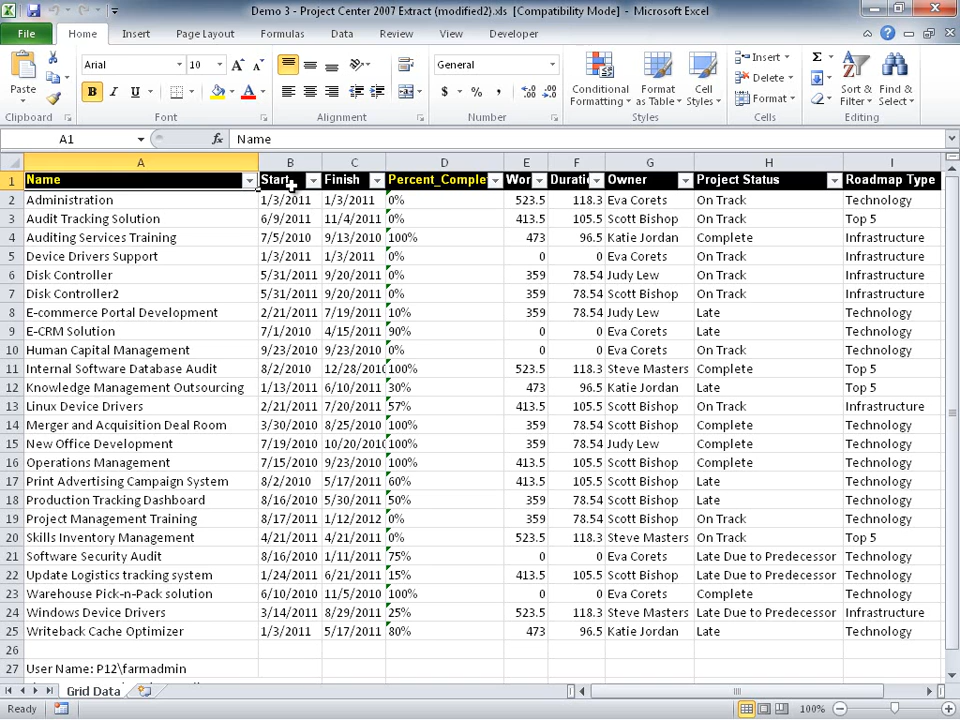 Demo 3 - Project Center 2007 Extract (modified2).xls [Compatibility Mode] - Microsoft Excel
File Home Insert Page Layout Formulas Data Review View Developer
Paste
Arial 10
General
Conditional Formatting
Format as Table
Cell Styles
Insert
Delete
Format
Sort & Filter
Find & Select
Clipboard Font Alignment Number Styles Cells Editing
A1 fx Name
A B C D E F G H I
1 Name Start Finish Percent_Comple Wor Duratic Owner Project Status Roadmap Type
2 Administration 1/3/2011 1/3/2011 0% 523.5 118.3 Eva Corets On Track Technology
3 Audit Tracking Solution 6/9/2011 11/4/2011 0% 413.5 105.5 Scott Bishop On Track Top 5
4 Auditing Services Training 7/5/2010 9/13/2010 100% 473 96.5 Katie Jordan Complete Infrastructure
5 Device Drivers Support 1/3/2011 1/3/2011 0% 0 0 Eva Corets On Track Infrastructure
6 Disk Controller 5/31/2011 9/20/2011 0% 359 78.54 Judy Lew On Track Infrastructure
7 Disk Controller2 5/31/2011 9/20/2011 0% 359 78.54 Scott Bishop On Track Infrastructure
8 E-commerce Portal Development 2/21/2011 7/19/2011 10% 359 78.54 Judy Lew Late Technology
9 E-CRM Solution 7/1/2010 4/15/2011 90% 0 0 Eva Corets Late Technology
10 Human Capital Management 9/23/2010 9/23/2010 0% 0 0 Eva Corets On Track Technology
11 Internal Software Database Audit 8/2/2010 12/28/2010 100% 523.5 118.3 Steve Masters Complete Top 5
12 Knowledge Management Outsourcing 1/13/2011 6/10/2011 30% 473 96.5 Katie Jordan Late Top 5
13 Linux Device Drivers 2/21/2011 7/20/2011 57% 413.5 105.5 Scott Bishop On Track Infrastructure
14 Merger and Acquisition Deal Room 3/30/2010 8/25/2010 100% 413.5 105.5 Scott Bishop Complete Technology
15 New Office Development 7/19/2010 10/20/2010 100% 359 78.54 Judy Lew Complete Technology
16 Operations Management 7/15/2010 9/23/2010 100% 413.5 105.5 Scott Bishop Complete Technology
17 Print Advertising Campaign System 8/2/2010 5/17/2011 60% 413.5 105.5 Scott Bishop Late Technology
18 Production Tracking Dashboard 8/16/2010 5/30/2011 50% 359 78.54 Scott Bishop Late Technology
19 Project Management Training 8/17/2011 1/12/2012 0% 359 78.54 Scott Bishop On Track Technology
20 Skills Inventory Management 4/21/2011 4/21/2011 0% 523.5 118.3 Steve Masters On Track Top 5
21 Software Security Audit 8/16/2010 1/11/2011 75% 0 0 Eva Corets Late Due to Predecessor Technology
22 Update Logistics tracking system 1/24/2011 6/21/2011 15% 413.5 105.5 Scott Bishop Late Due to Predecessor Technology
23 Warehouse Pick-n-Pack solution 6/10/2010 11/5/2010 100% 0 0 Eva Corets Complete Technology
24 Windows Device Drivers 3/14/2011 8/29/2011 25% 523.5 118.3 Steve Masters Late Due to Predecessor Infrastructure
25 Writeback Cache Optimizer 1/3/2011 5/17/2011 80% 473 96.5 Katie Jordan Late Technology
26
27 User Name: P12\farmadmin
Grid Data
Ready 100%